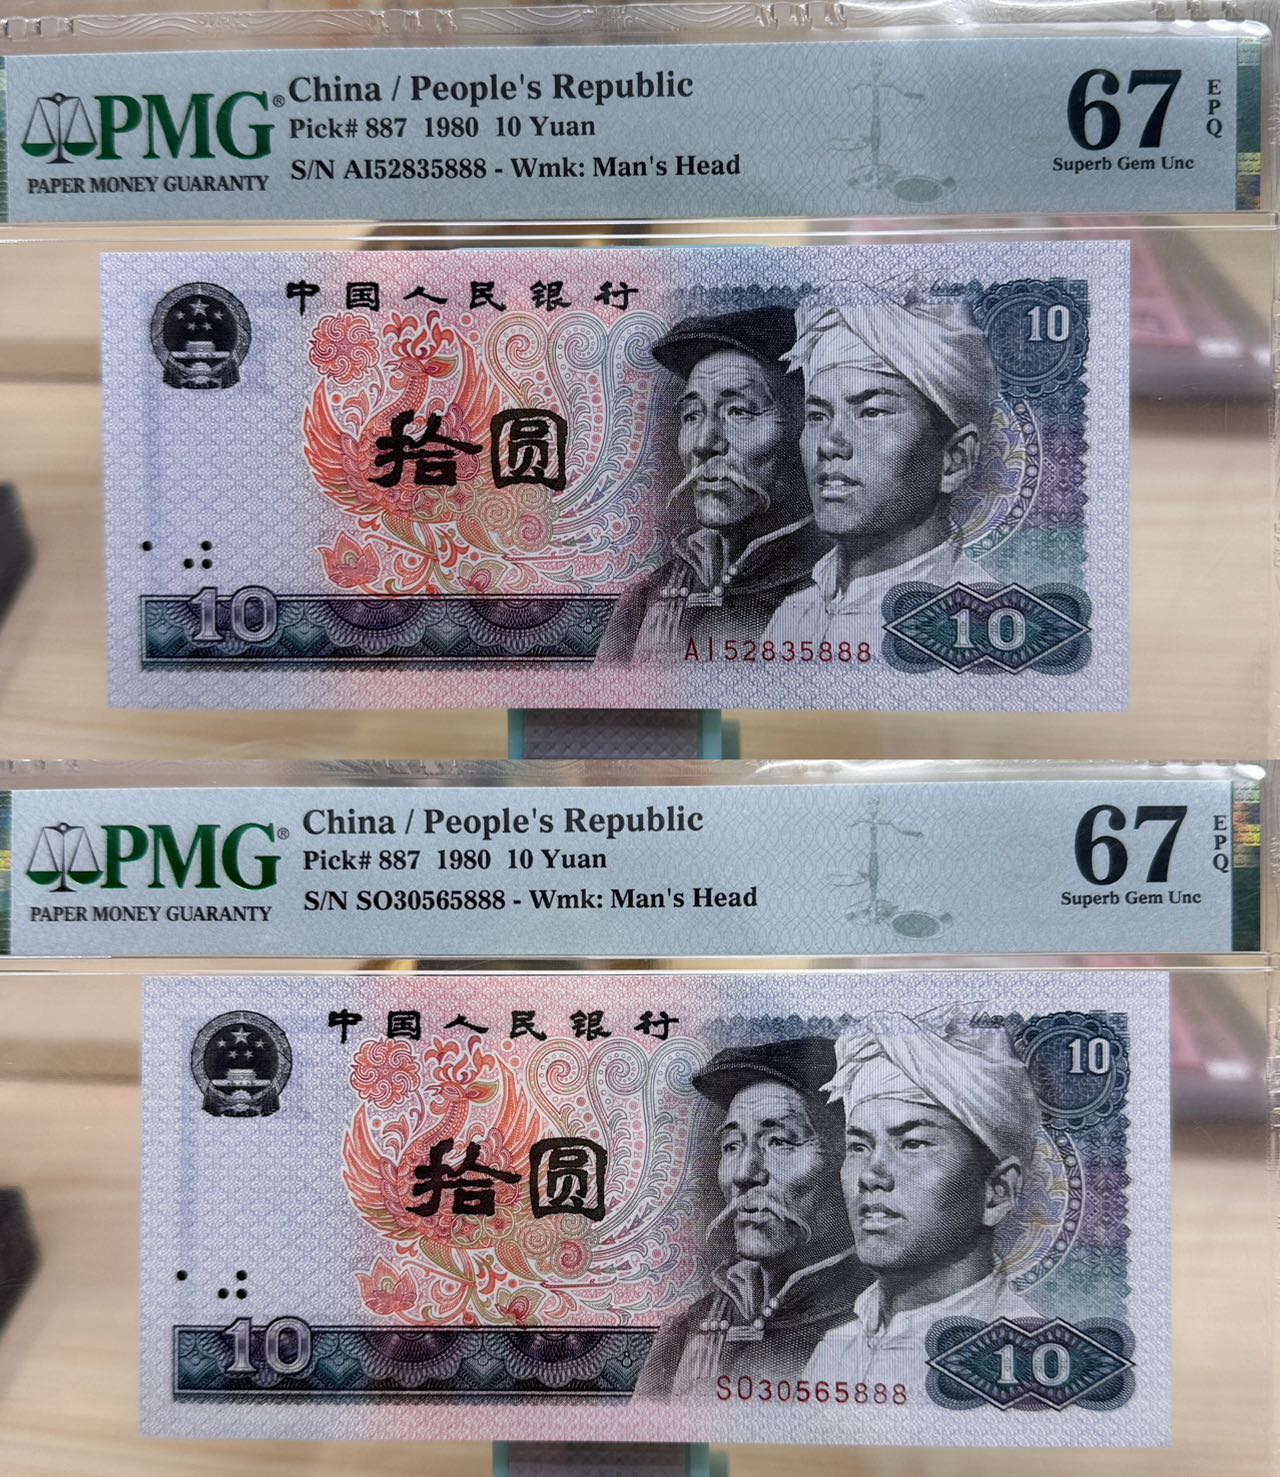 PMG®
PAPER MONEY GUARANTY
China / People's Republic
Pick# 887 1980 10 Yuan
S/N AI52835888 - Wmk: Man's Head
67
EPQ
Superb Gem Unc
中国人民银行
10
拾圆
10
AI52835888
10
PMG®
PAPER MONEY GUARANTY
China / People's Republic
Pick# 887 1980 10 Yuan
S/N SO30565888 - Wmk: Man's Head
67
EPQ
Superb Gem Unc
中国人民银行
10
拾圆
10
SO30565888
10